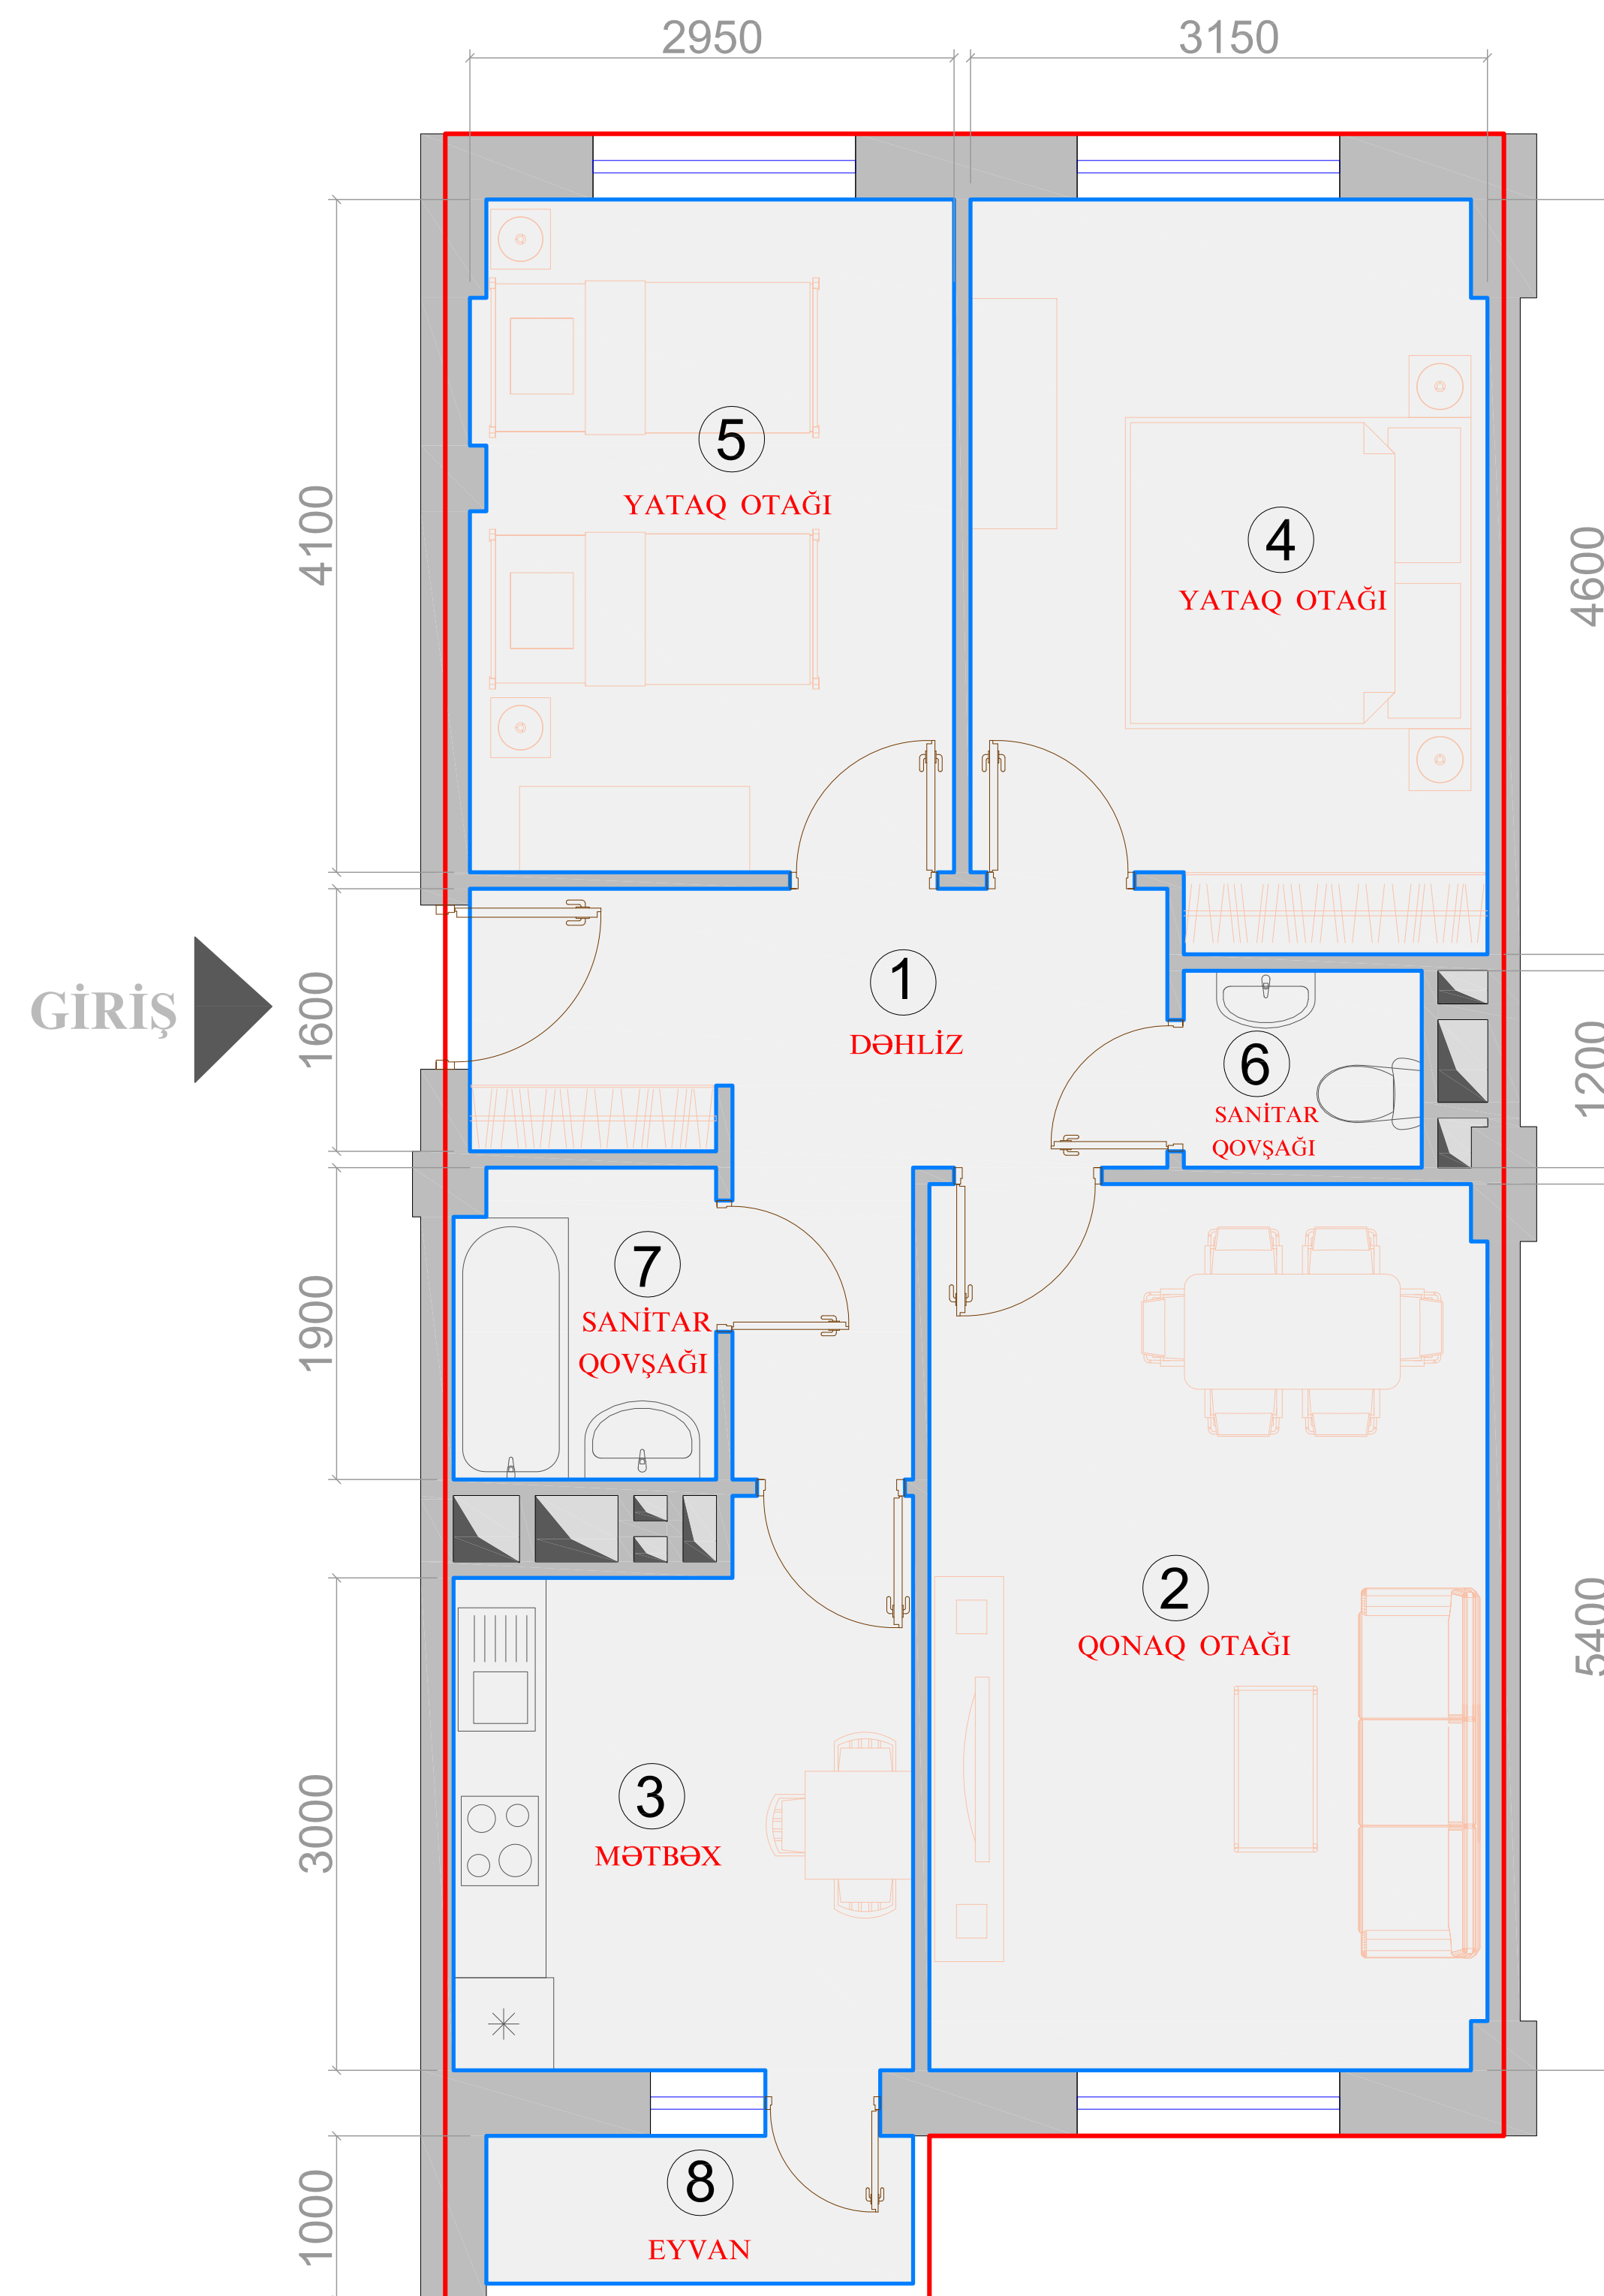 2950
3150
5
YATAQ OTAĞI
4
YATAQ OTAĞI
4100
4600
1
DƏHLİZ
GİRİŞ
1600
6
SANİTAR
QOVŞAĞI
1200
7
SANİTAR
QOVŞAĞI
1900
2
QONAQ OTAĞI
5400
3
MƏTBƏX
3000
8
EYVAN
1000